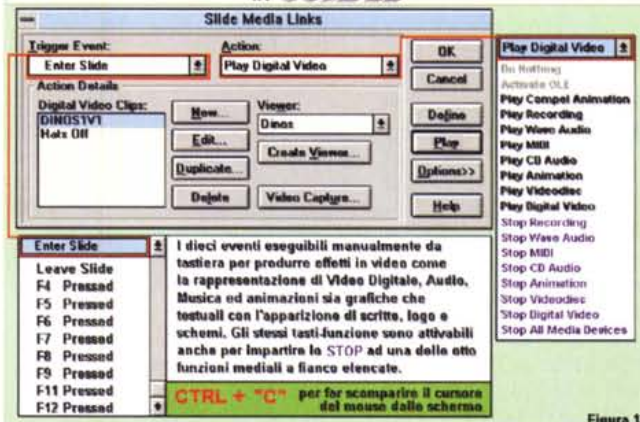 Slide Media Links
Trigger Event:
Enter Slide
Action:
Play Digital Video
Action Details
Digital Video Clips:
DINOS1V1
Hats Off
New...
Edit...
Duplicate...
Delete
Viewer:
Dinos
Create Viewer...
Video Capture...
OK
Cancel
Define
Play
Options>>
Help
Play Digital Video
Do Nothing
Activate OLE
Play Compel Animation
Play Recording
Play Wave Audio
Play MIDI
Play CD Audio
Play Animation
Play Videodisc
Play Digital Video
Stop Recording
Stop Wave Audio
Stop MIDI
Stop CD Audio
Stop Animation
Stop Videodisc
Stop Digital Video
Stop All Media Devices
Enter Slide
Leave Slide
F4 Pressed
F5 Pressed
F6 Pressed
F7 Pressed
F8 Pressed
F9 Pressed
F11 Pressed
F12 Pressed
I dieci eventi eseguibili manualmente da
tastiera per produrre effetti in video come
la rappresentazione di Video Digitale, Audio,
Musica ed animazioni sia grafiche che
testuali con l'apparizione di scritte, logo e
schemi. Gli stessi tasti-funzione sono attivabili
anche per impartire lo STOP ad una delle otto
funzioni mediali a fianco elencate.
CTRL + "C" per far scomparire il cursore
del mouse dallo schermo
Figura 1